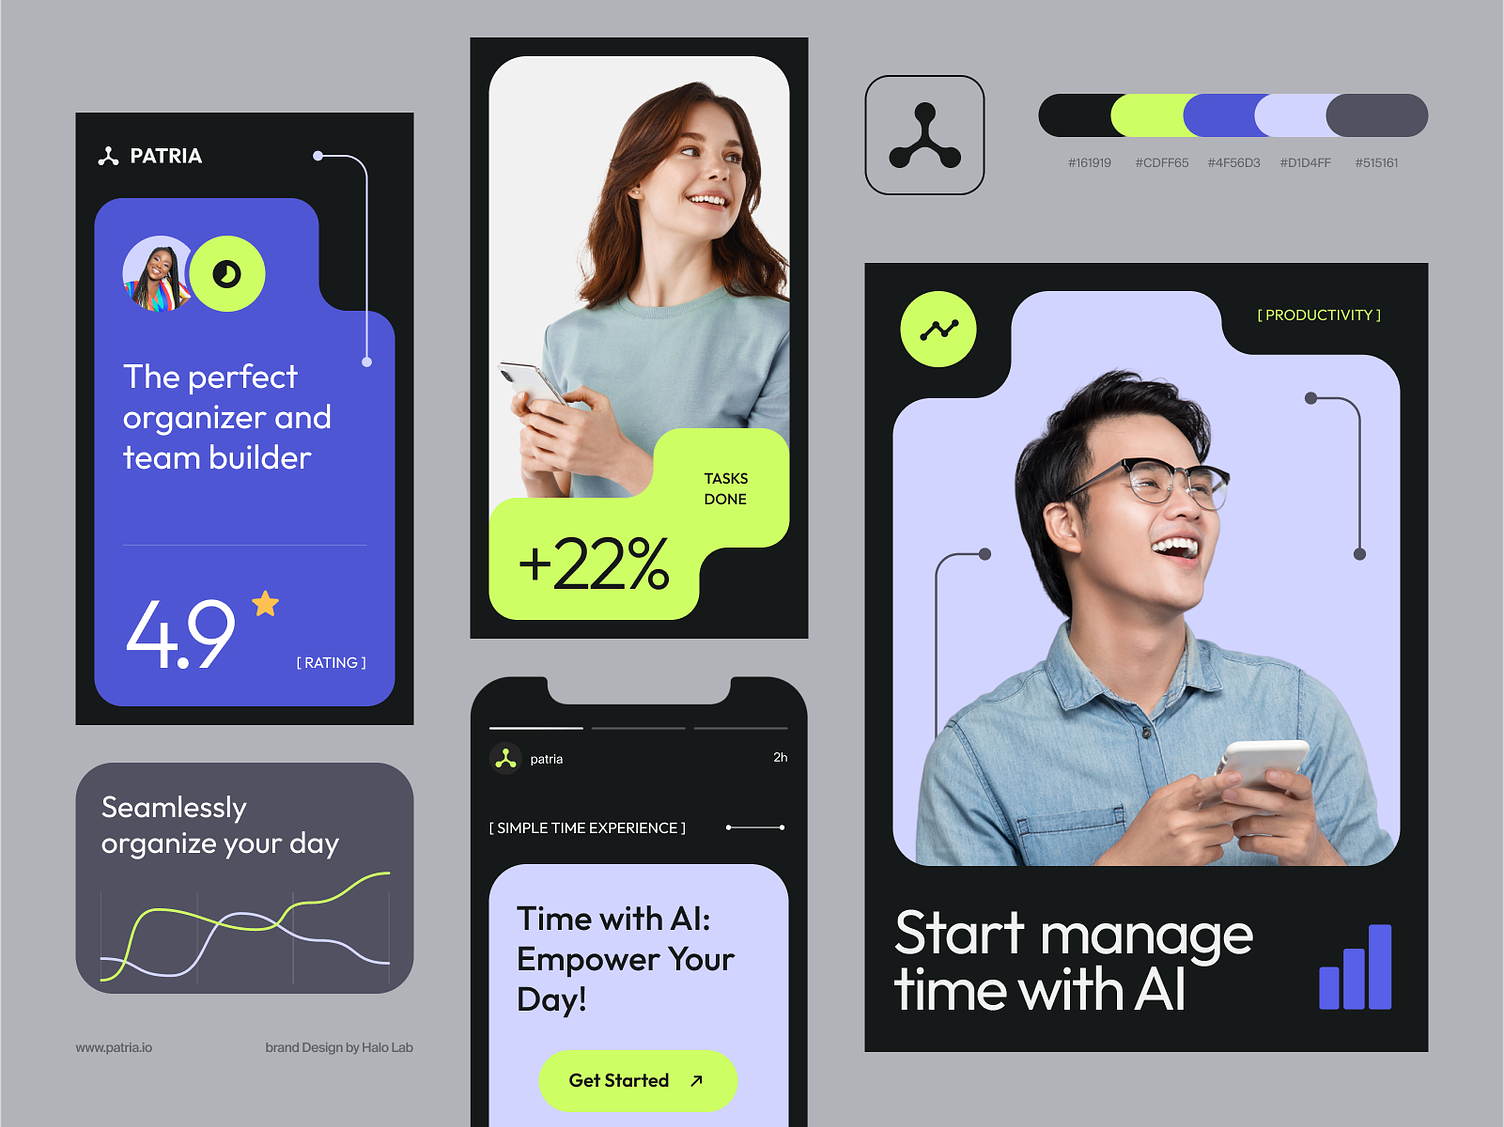 PATRIA
The perfect
organizer and
team builder
4.9
[ RATING ]
Seamlessly
organize your day
www.patria.io
brand Design by Halo Lab
TASKS
DONE
+22%
patria
2h
[ SIMPLE TIME EXPERIENCE ]
Time with AI:
Empower Your
Day!
Get Started
#161919
#CDFF65
#4F56D3
#D1D4FF
#515161
[ PRODUCTIVITY ]
Start manage
time with AI